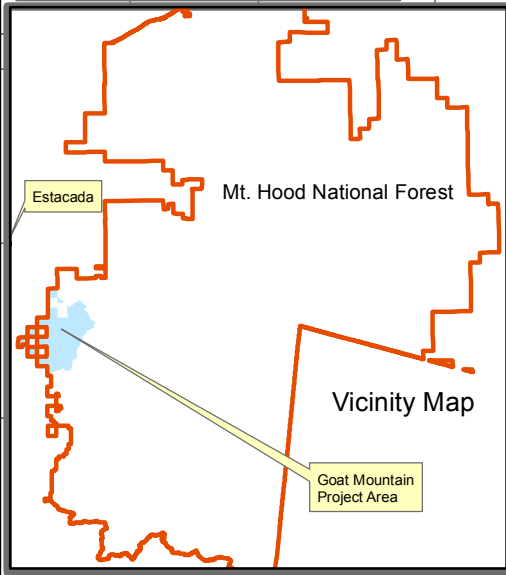 Mt. Hood National Forest
Estacada
Vicinity Map
Goat Mountain
Project Area